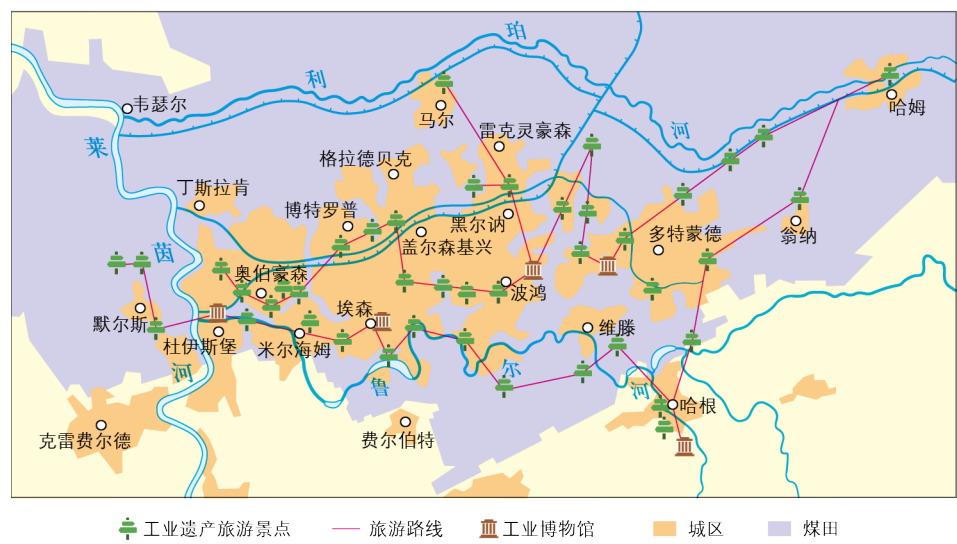 珀
利
韦瑟尔
马尔
哈姆
莱
雷克灵豪森
河
格拉德贝克
丁斯拉肯
博特罗普
黑尔讷
多特蒙德
翁纳
茵
盖尔森基兴
奥伯豪森
波鸿
默尔斯
埃森
维滕
杜伊斯堡
米尔海姆
河
鲁
尔
河
哈根
克雷费尔德
费尔伯特
工业遗产旅游景点
旅游路线
工业博物馆
城区
煤田